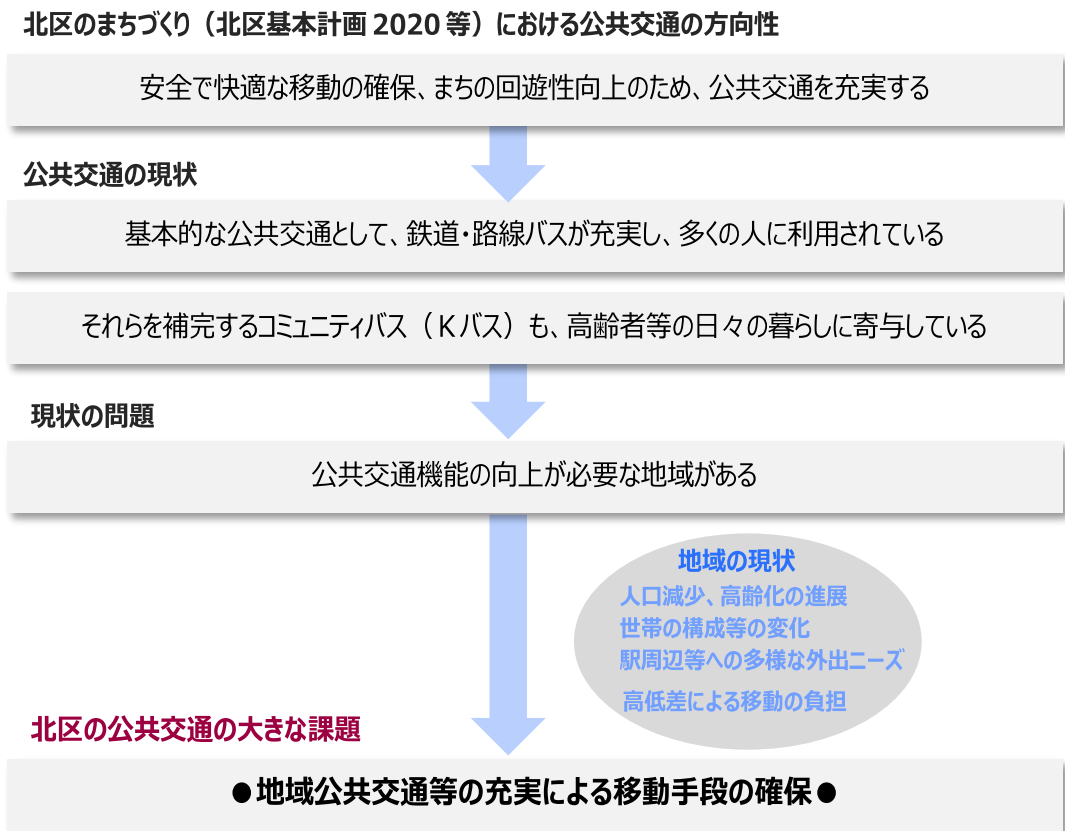 北区のまちづくり（北区基本計画 2020 等）における公共交通の方向性
安全で快適な移動の確保、まちの回遊性向上のため、公共交通を充実する
公共交通の現状
基本的な公共交通として、鉄道・路線バスが充実し、多くの人に利用されている
それらを補完するコミュニティバス（Ｋバス）も、高齢者等の日々の暮らしに寄与している
現状の問題
公共交通機能の向上が必要な地域がある
地域の現状
人口減少、高齢化の進展
世帯の構成等の変化
駅周辺等への多様な外出ニーズ
高低差による移動の負担
北区の公共交通の大きな課題
●地域公共交通等の充実による移動手段の確保●